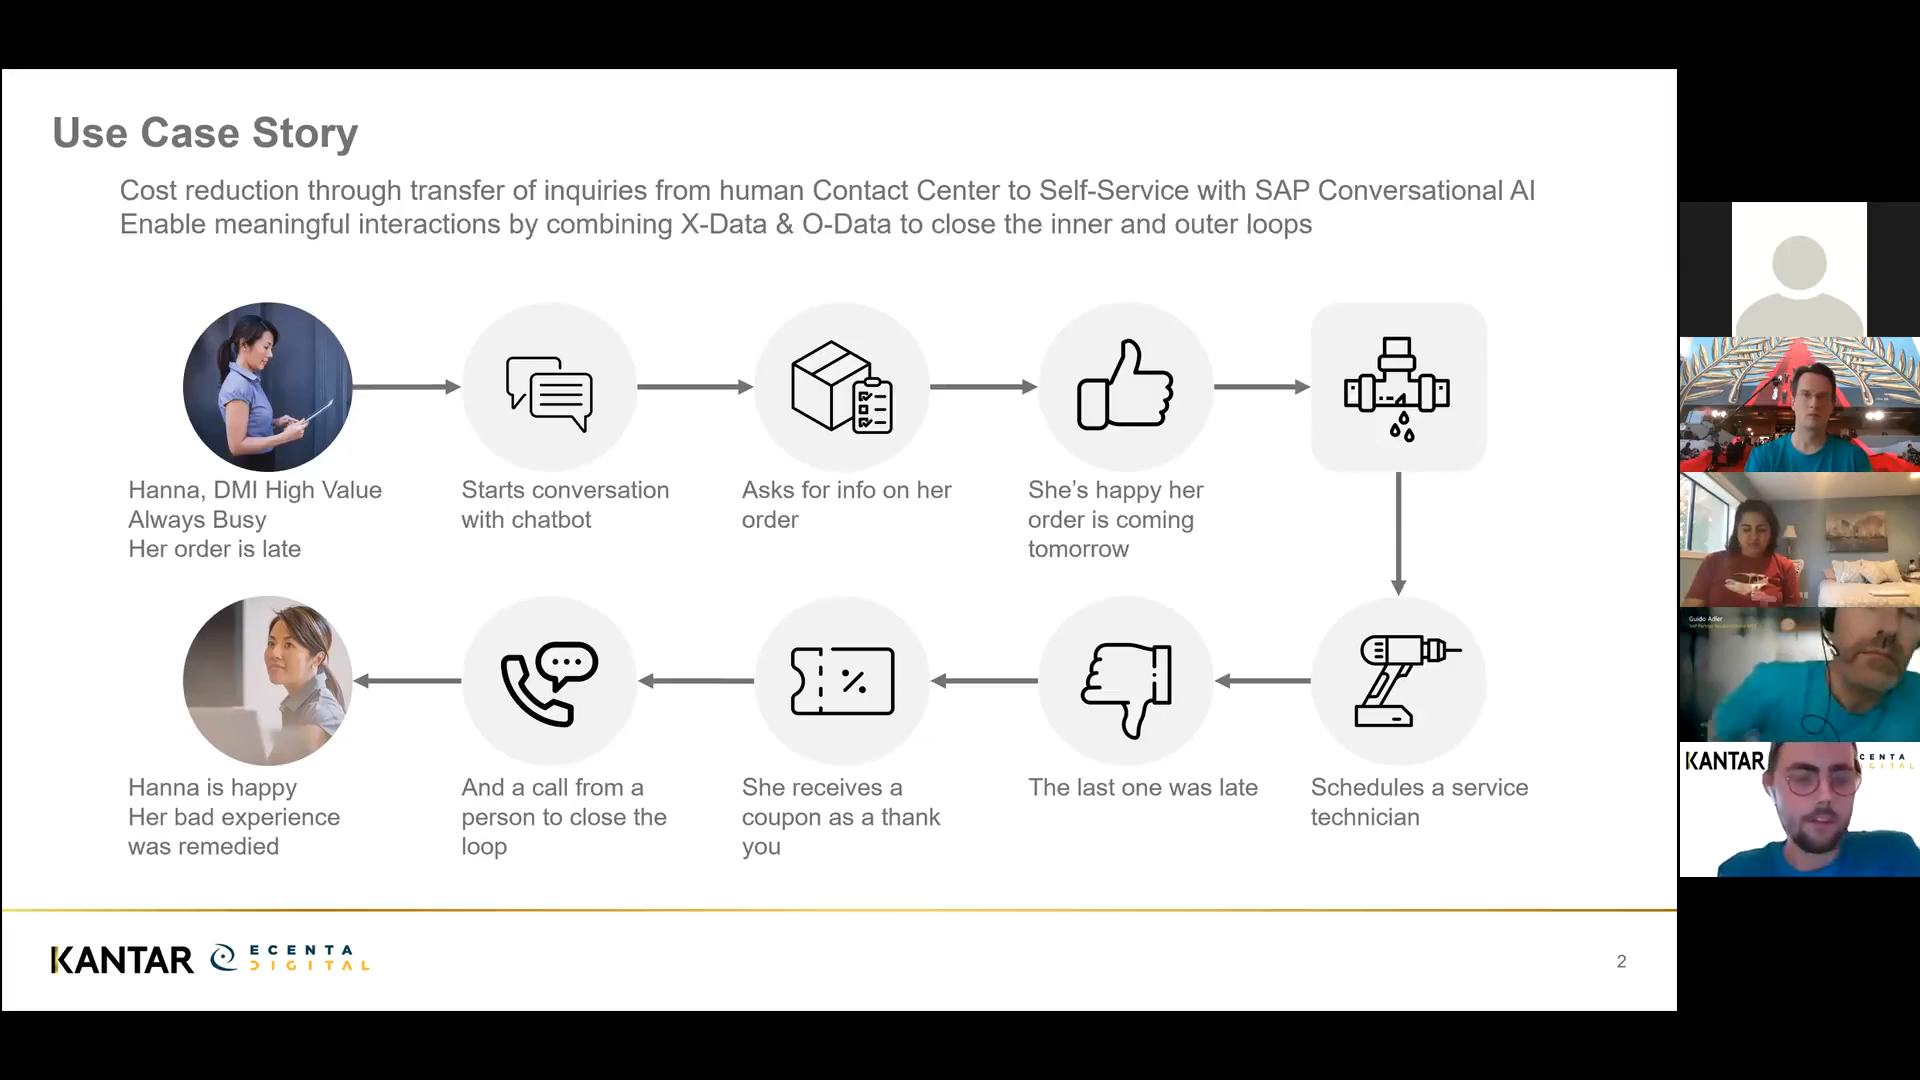 Use Case Story
Cost reduction through transfer of inquiries from human Contact Center to Self-Service with SAP Conversational AI
Enable meaningful interactions by combining X-Data & O-Data to close the inner and outer loops
Hanna, DMI High Value
Always Busy
Her order is late
Starts conversation
with chatbot
Asks for info on her
order
She's happy her
order is coming
tomorrow
Hanna is happy
Her bad experience
was remedied
And a call from a
person to close the
loop
She receives a
coupon as a thank
you
The last one was late
Schedules a service
technician
KANTAR
ECENTA
DIGITAL
2
Guido Adler
KANTAR
CENTA
GITAL